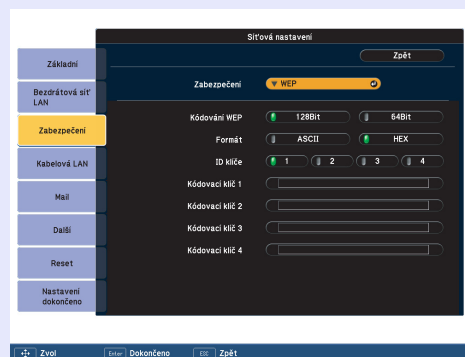 Síťová nastavení
Zpět
Základní
Bezdrátová síť
LAN
Zabezpečení
Kabelová LAN
Mail
Další
Reset
Nastavení
dokončeno
Zabezpečení WEP
Kódování WEP 128Bit 64Bit
Formát ASCII HEX
ID klíče 1 2 3 4
Kódovací klíč 1
Kódovací klíč 2
Kódovací klíč 3
Kódovací klíč 4
Zvol Enter Dokončeno ESC Zpět